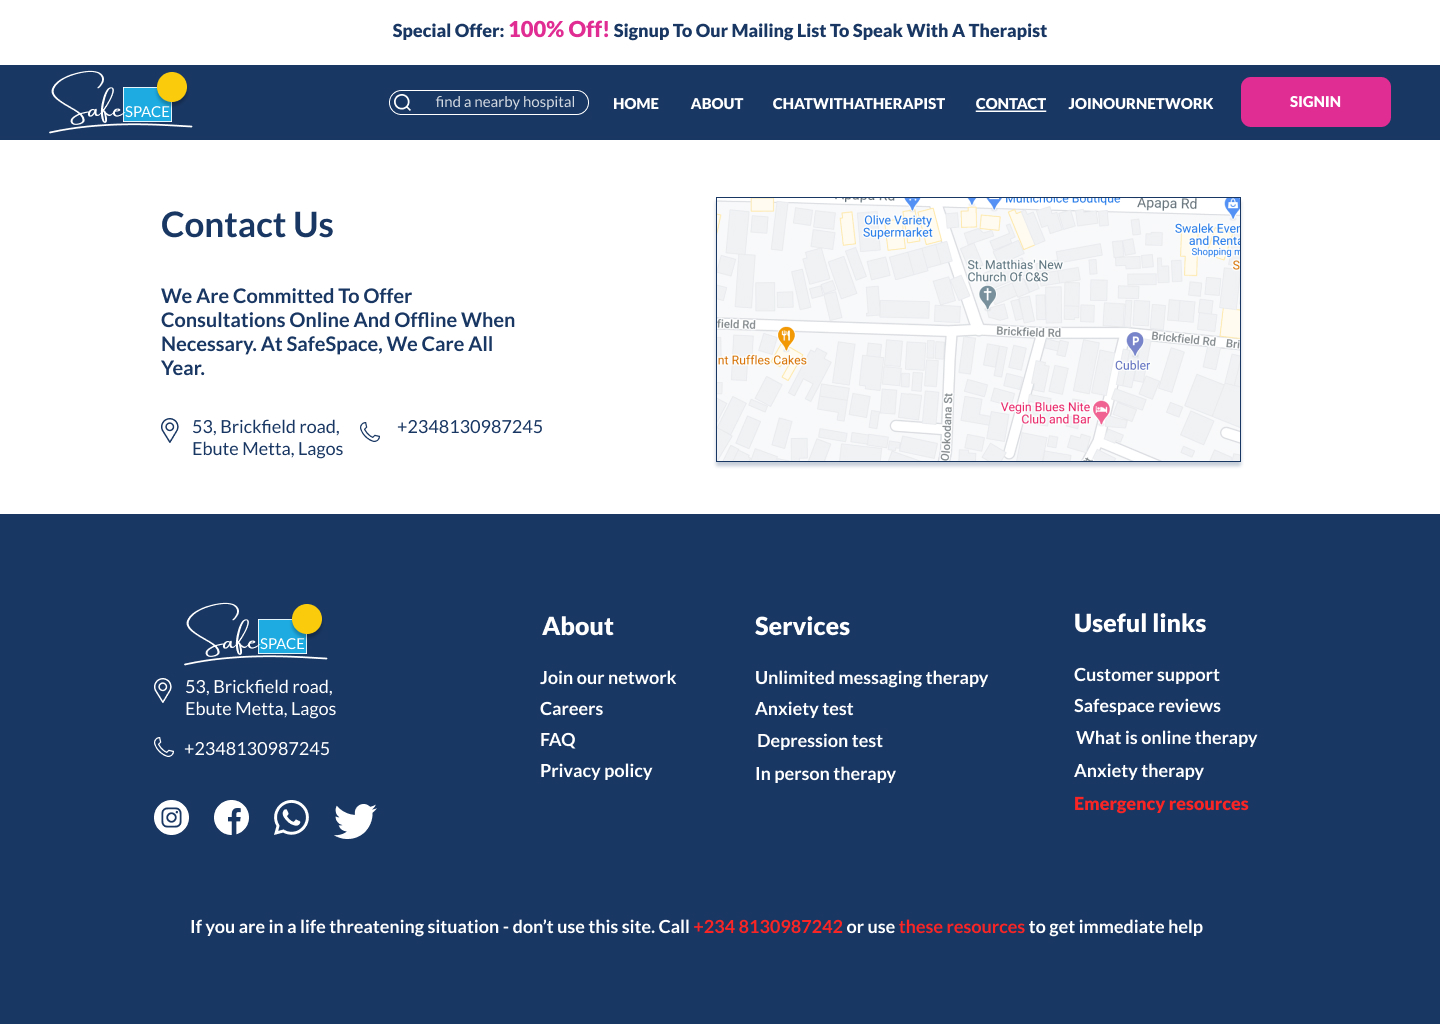 Special Offer: 100% Off! Signup To Our Mailing List To Speak With A Therapist
Safe SPACE
find a nearby hospital
HOME
ABOUT
CHATWITHATHERAPIST
CONTACT
JOINOURNETWORK
SIGNIN
Contact Us
We Are Committed To Offer
Consultations Online And Offline When
Necessary. At SafeSpace, We Care All
Year.
53, Brickfield road,
Ebute Metta, Lagos
+2348130987245
Apapa Rd
Multichoice Boutique
Apapa Rd
Olive Variety
Supermarket
Swalek Ever
and Renta
Shopping m
S
St. Matthias' New
Church Of C&S
field Rd
Brickfield Rd
Brickfield Rd
Bri
nt Ruffles Cakes
P
Cubler
Vegin Blues Nite
Club and Bar
Olokodana St
Safe SPACE
53, Brickfield road,
Ebute Metta, Lagos
+2348130987245
About
Join our network
Careers
FAQ
Privacy policy
Services
Unlimited messaging therapy
Anxiety test
Depression test
In person therapy
Useful links
Customer support
Safespace reviews
What is online therapy
Anxiety therapy
Emergency resources
If you are in a life threatening situation - don’t use this site. Call +234 8130987242 or use these resources to get immediate help